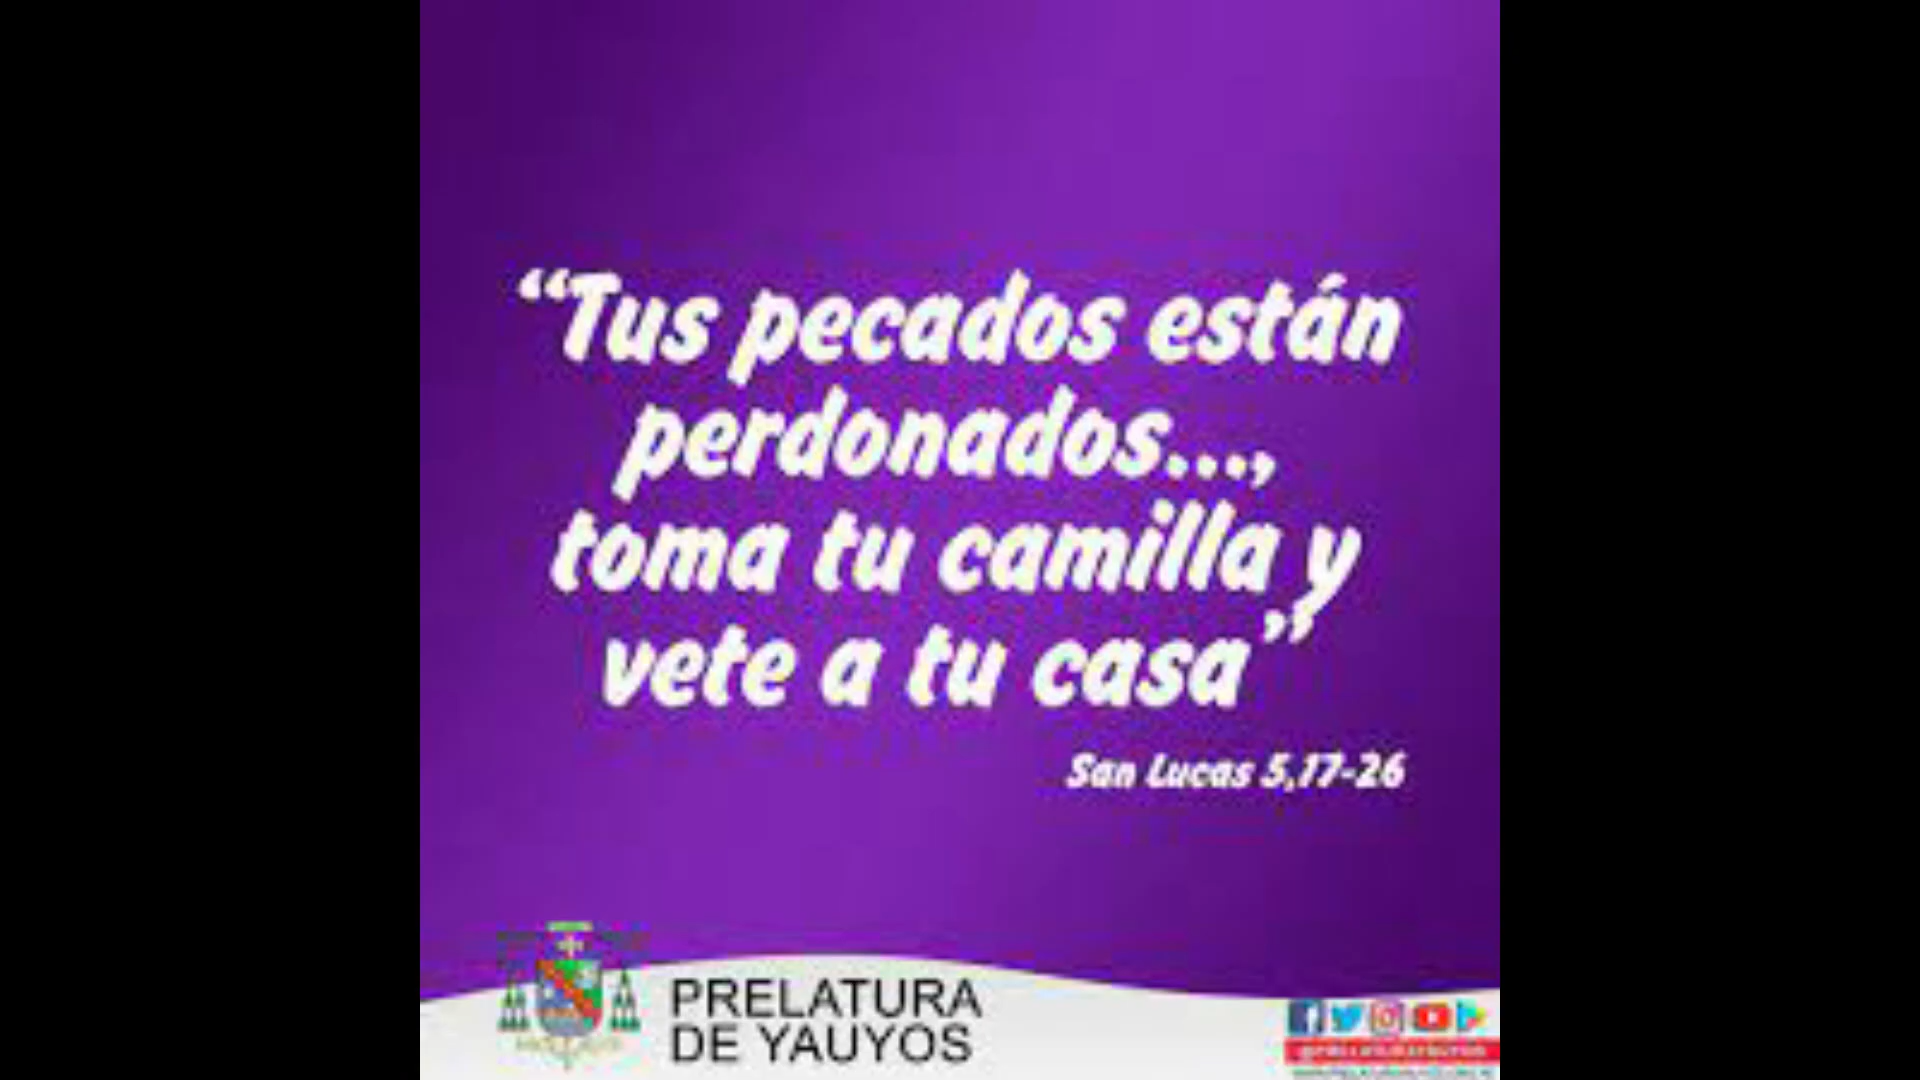 “Tus pecados están
perdonados...,
toma tu camilla y
vete a tu casa”
San Lucas 5,17-26
PRELATURA
DE YAUYOS